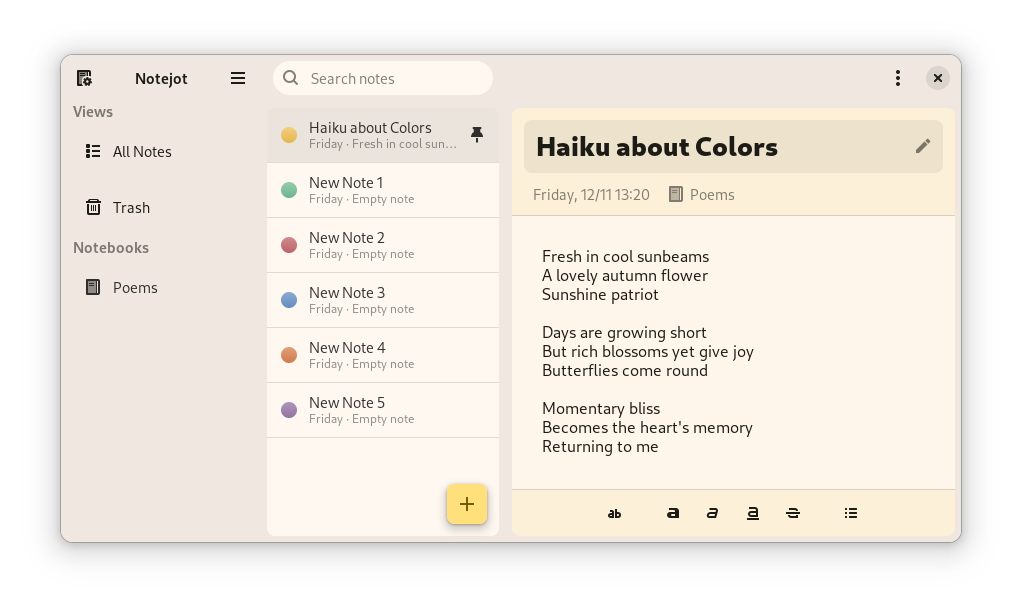 Notejot
Search notes
Views
All Notes
Trash
Notebooks
Poems
Haiku about Colors
Friday · Fresh in cool sun…
New Note 1
Friday · Empty note
New Note 2
Friday · Empty note
New Note 3
Friday · Empty note
New Note 4
Friday · Empty note
New Note 5
Friday · Empty note
Haiku about Colors
Friday, 12/11 13:20
Poems
Fresh in cool sunbeams
A lovely autumn flower
Sunshine patriot
Days are growing short
But rich blossoms yet give joy
Butterflies come round
Momentary bliss
Becomes the heart's memory
Returning to me
ab a a a